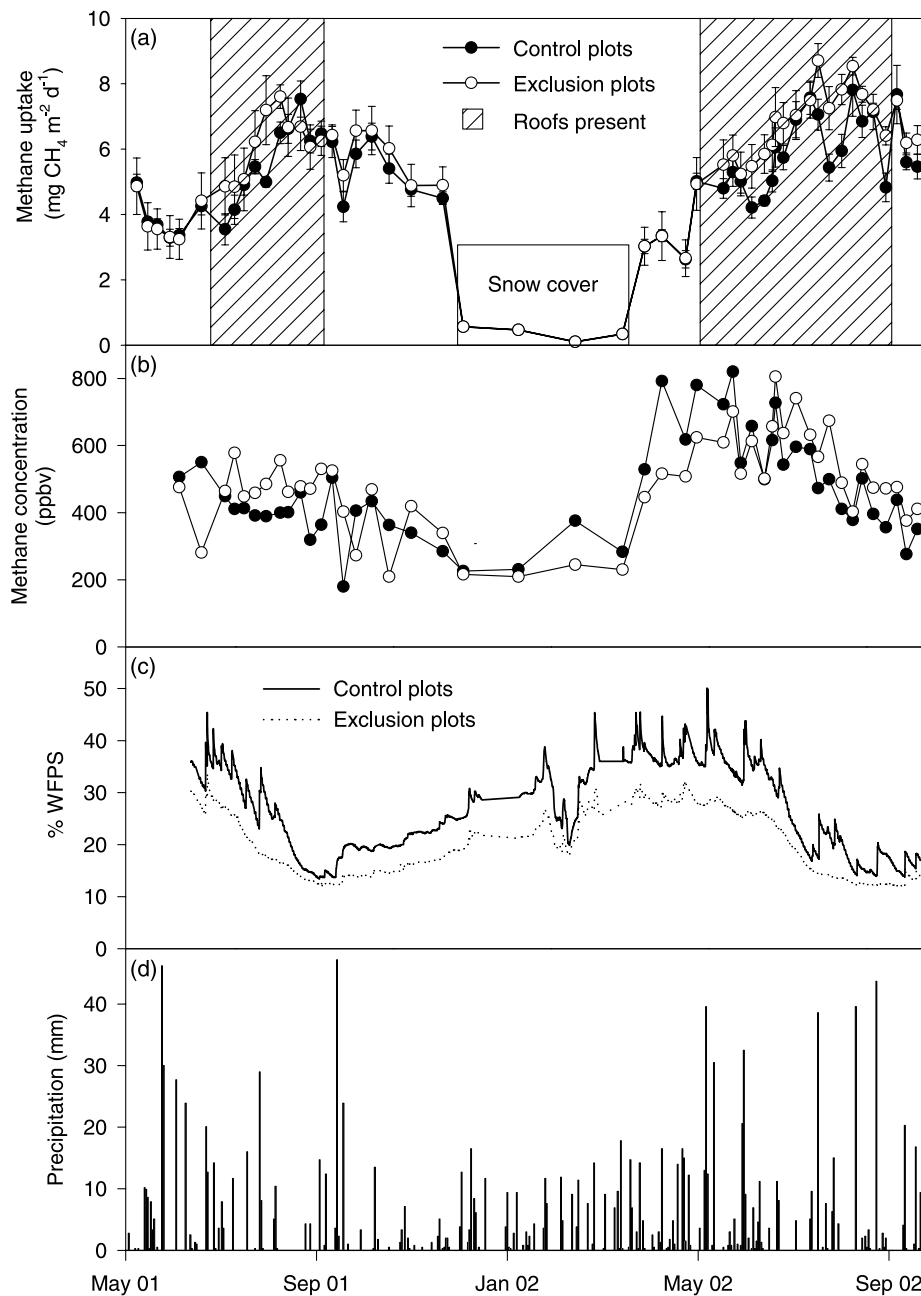 (a)
Control plots
Exclusion plots
Roofs present
Snow cover
Methane uptake
(mg CH4 m-2 d-1)
10
8
6
4
2
0
(b)
Methane concentration
(ppbv)
800
600
400
200
0
(c)
Control plots
Exclusion plots
% WFPS
50
40
30
20
10
0
(d)
Precipitation (mm)
40
30
20
10
0
May 01 Sep 01 Jan 02 May 02 Sep 02